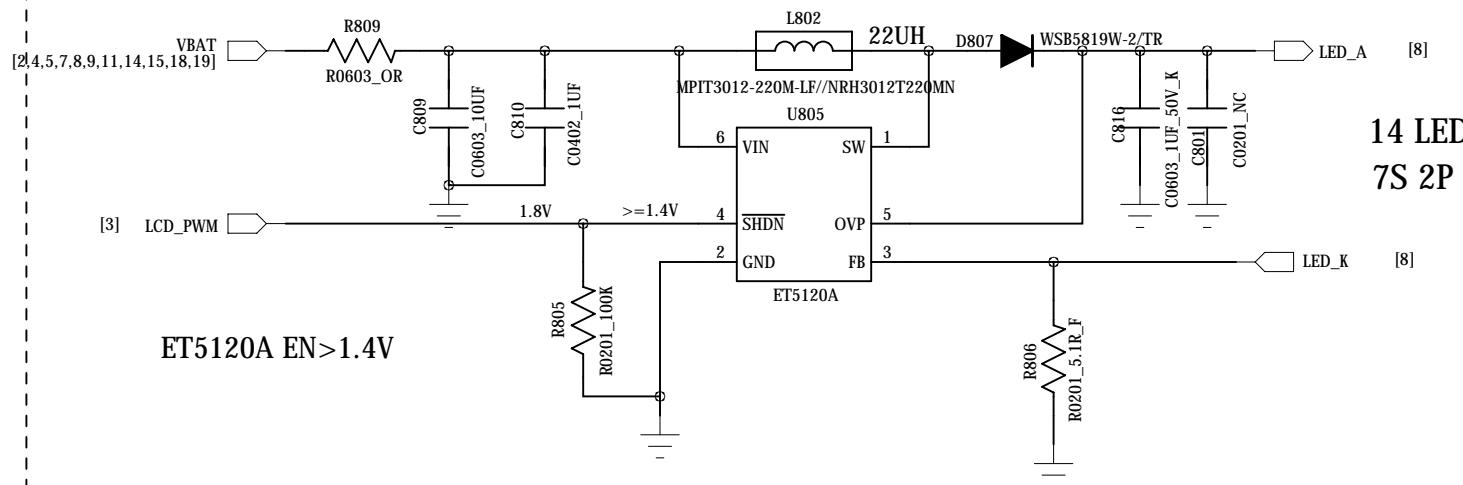 R809
L802
VBAT
22UH
D807
WSB5819W-2/TR
LED_A
[8]
[2,4,5,7,8,9,11,14,15,18,19]
R0603_OR
MPIT3012-220M-LF//NRH3012T220MN
C809
C0603_10UF
C810
C0402_1UF
U805
C816
C0603_1UF_50V_K
C801
C0201_NC
14 LED
7S 2P
6
VIN
SW
1
[3]
LCD_PWM
1.8V
>=1.4V
4
SHDN
OVP
5
2
GND
FB
3
LED_K
[8]
ET5120A
R805
R0201_100K
ET5120A EN>1.4V
R806
R0201_5.1R_F